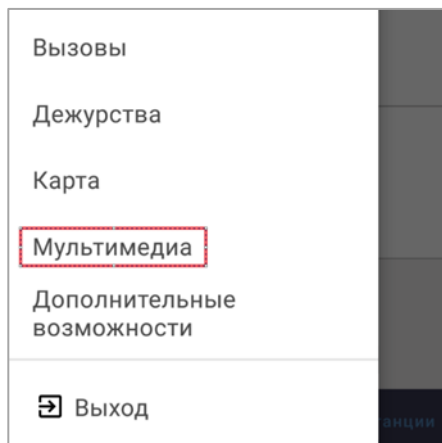 Вызовы
Дежурства
Карта
Мультимедиа
Дополнительные
возможности
Выход